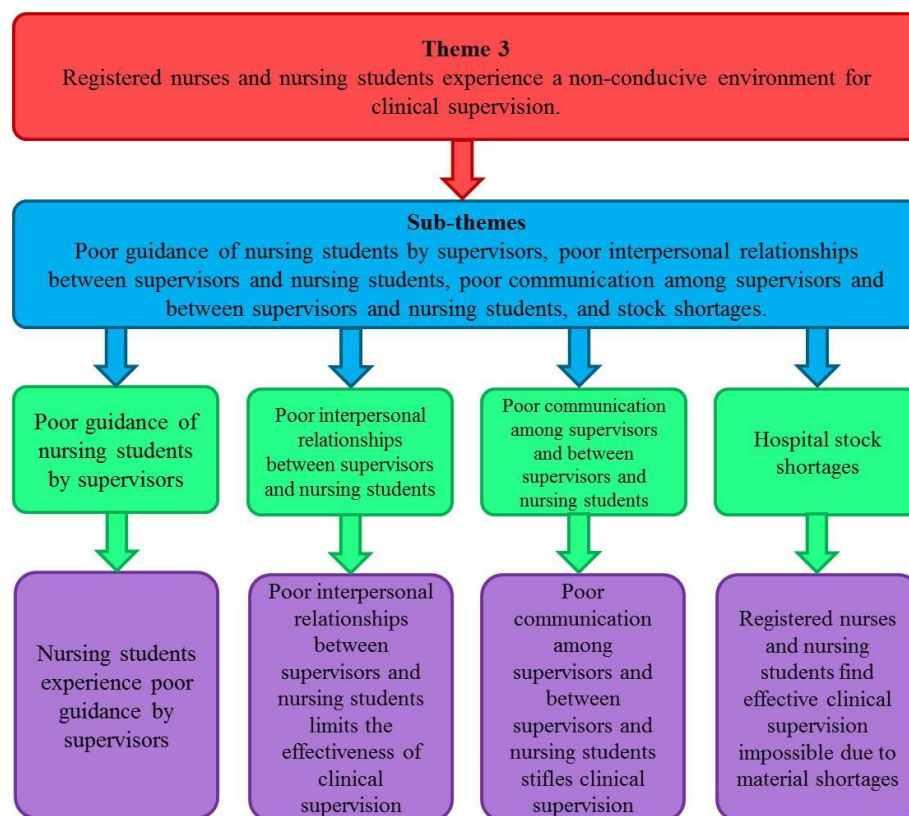 Theme 3
Registered nurses and nursing students experience a non-conducive environment for
clinical supervision.
Sub-themes
Poor guidance of nursing students by supervisors, poor interpersonal relationships
between supervisors and nursing students, poor communication among supervisors and
between supervisors and nursing students, and stock shortages.
Poor guidance of
nursing students
by supervisors
Poor interpersonal
relationships
between supervisors
and nursing students
Poor communication
among supervisors
and between
supervisors and
nursing students
Hospital stock
shortages
Nursing students
experience poor
guidance by
supervisors
Poor interpersonal
relationships
between
supervisors and
nursing students
limits the
effectiveness of
clinical
supervision
Poor
communication
among
supervisors and
between
supervisors and
nursing students
stifles clinical
supervision
Registered nurses
and nursing
students find
effective clinical
supervision
impossible due to
material shortages